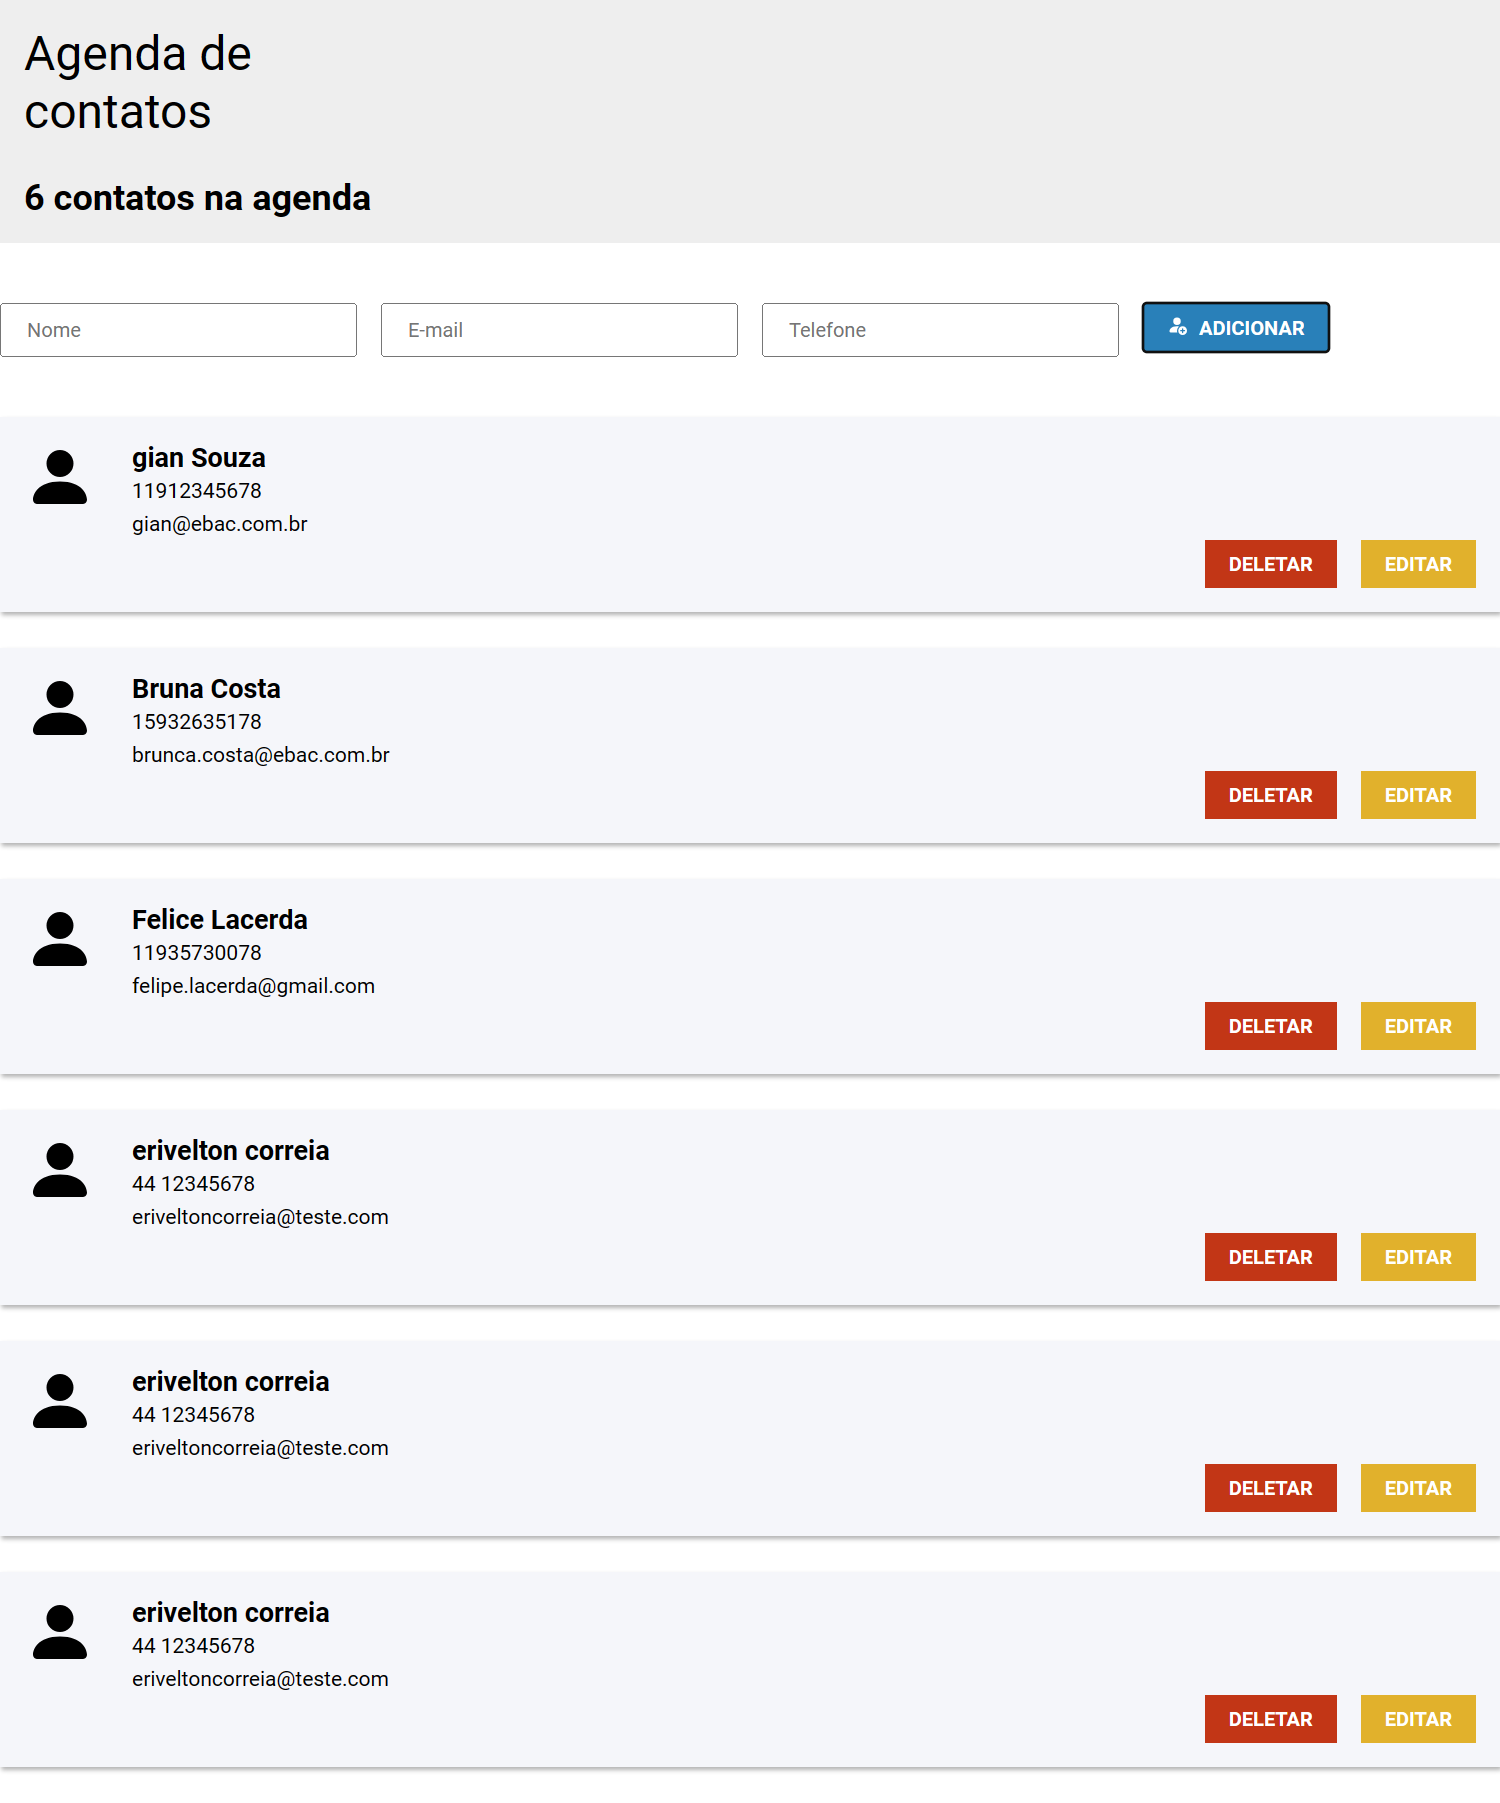 Agenda de
contatos
6 contatos na agenda
Nome
E-mail
Telefone
ADICIONAR
gian Souza
11912345678
gian@ebac.com.br
DELETAR
EDITAR
Bruna Costa
15932635178
brunca.costa@ebac.com.br
DELETAR
EDITAR
Felice Lacerda
11935730078
felipe.lacerda@gmail.com
DELETAR
EDITAR
erivelton correia
44 12345678
eriveltoncorreia@teste.com
DELETAR
EDITAR
erivelton correia
44 12345678
eriveltoncorreia@teste.com
DELETAR
EDITAR
erivelton correia
44 12345678
eriveltoncorreia@teste.com
DELETAR
EDITAR